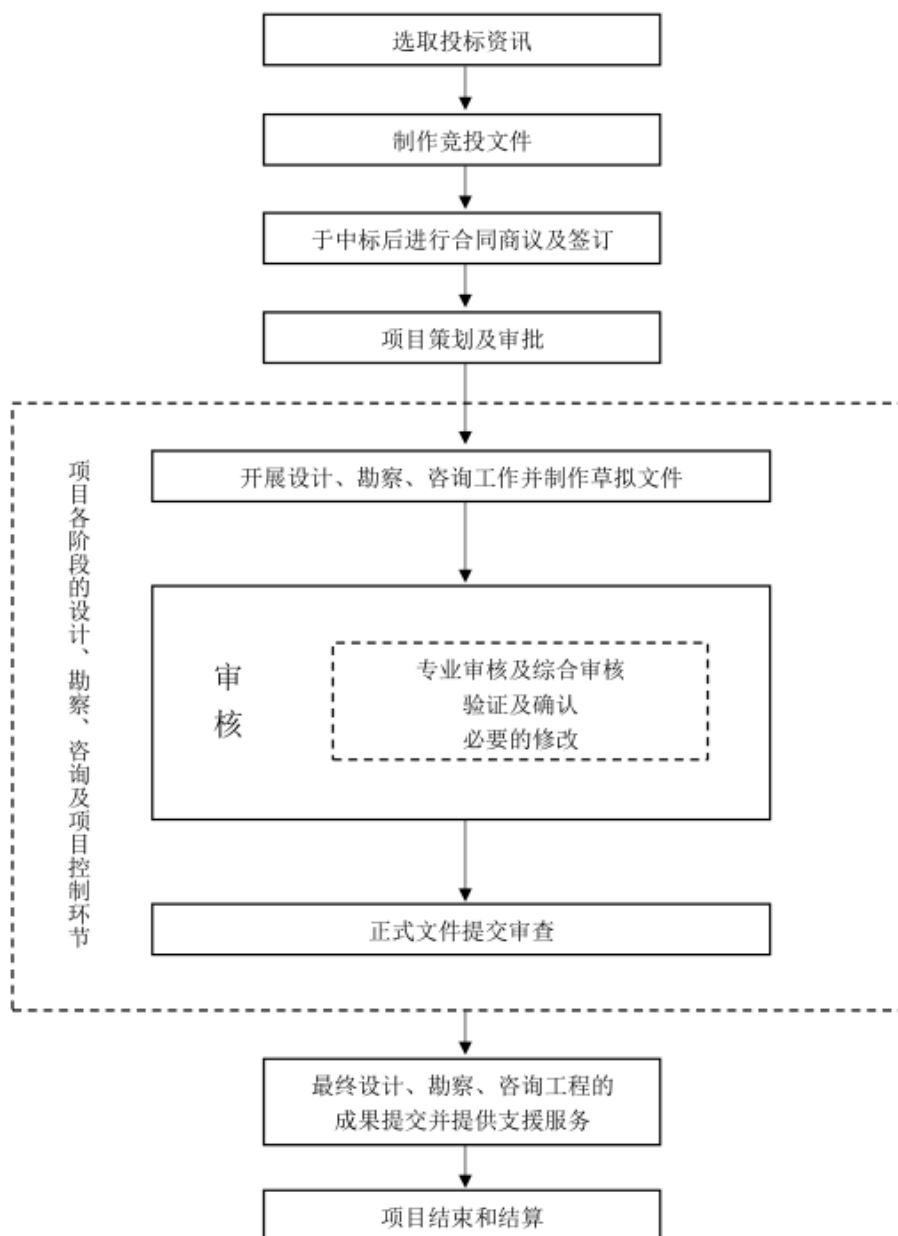 选取投标资讯
制作竞投文件
于中标后进行合同商议及签订
项目策划及审批
项目各阶段的设计、勘察、咨询及项目控制环节
开展设计、勘察、咨询工作并制作草拟文件
审核
专业审核及综合审核
验证及确认
必要的修改
正式文件提交审查
最终设计、勘察、咨询工程的
成果提交并提供支援服务
项目结束和结算